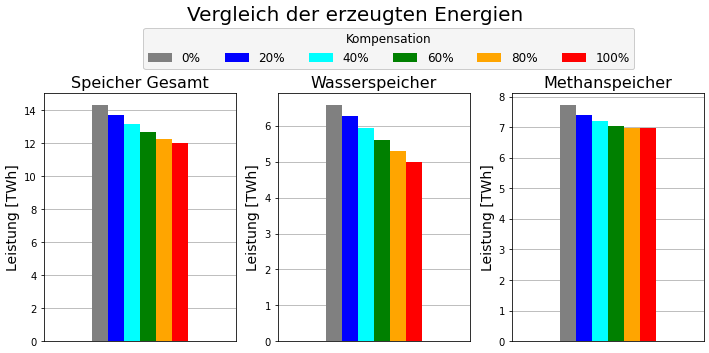 Vergleich der erzeugten Energien
Kompensation
0% 20% 40% 60% 80% 100%
Speicher Gesamt
Leistung [TWh]
14
12
10
8
6
4
2
0
Wasserspeicher
Leistung [TWh]
6
5
4
3
2
1
0
Methanspeicher
Leistung [TWh]
8
7
6
5
4
3
2
1
0